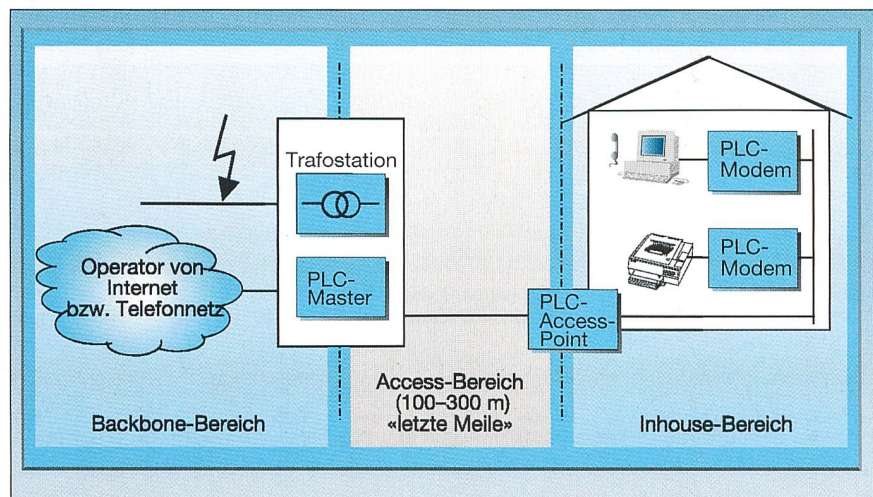 Trafostation
Operator von
Internet
bzw. Telefonnetz
PLC-
Master
Backbone-Bereich
PLC-
Access-
Point
Access-Bereich
(100–300 m)
«letzte Meile»
PLC-
Modem
PLC-
Modem
Inhouse-Bereich